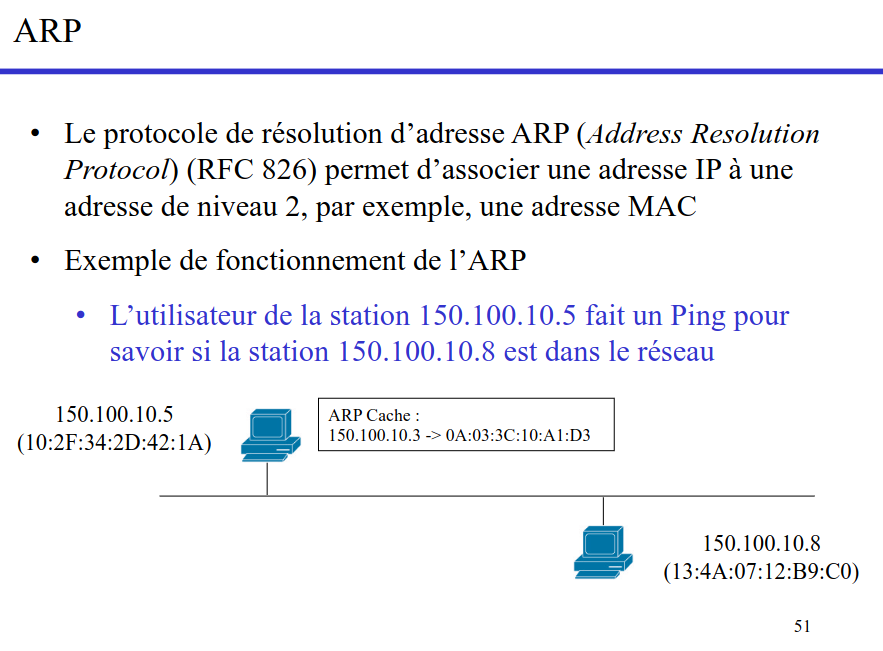 ARP
• Le protocole de résolution d’adresse ARP (Address Resolution
Protocol) (RFC 826) permet d’associer une adresse IP à une
adresse de niveau 2, par exemple, une adresse MAC
• Exemple de fonctionnement de l’ARP
• L’utilisateur de la station 150.100.10.5 fait un Ping pour
savoir si la station 150.100.10.8 est dans le réseau
150.100.10.5
(10:2F:34:2D:42:1A)
ARP Cache :
150.100.10.3 -> 0A:03:3C:10:A1:D3
150.100.10.8
(13:4A:07:12:B9:C0)
51